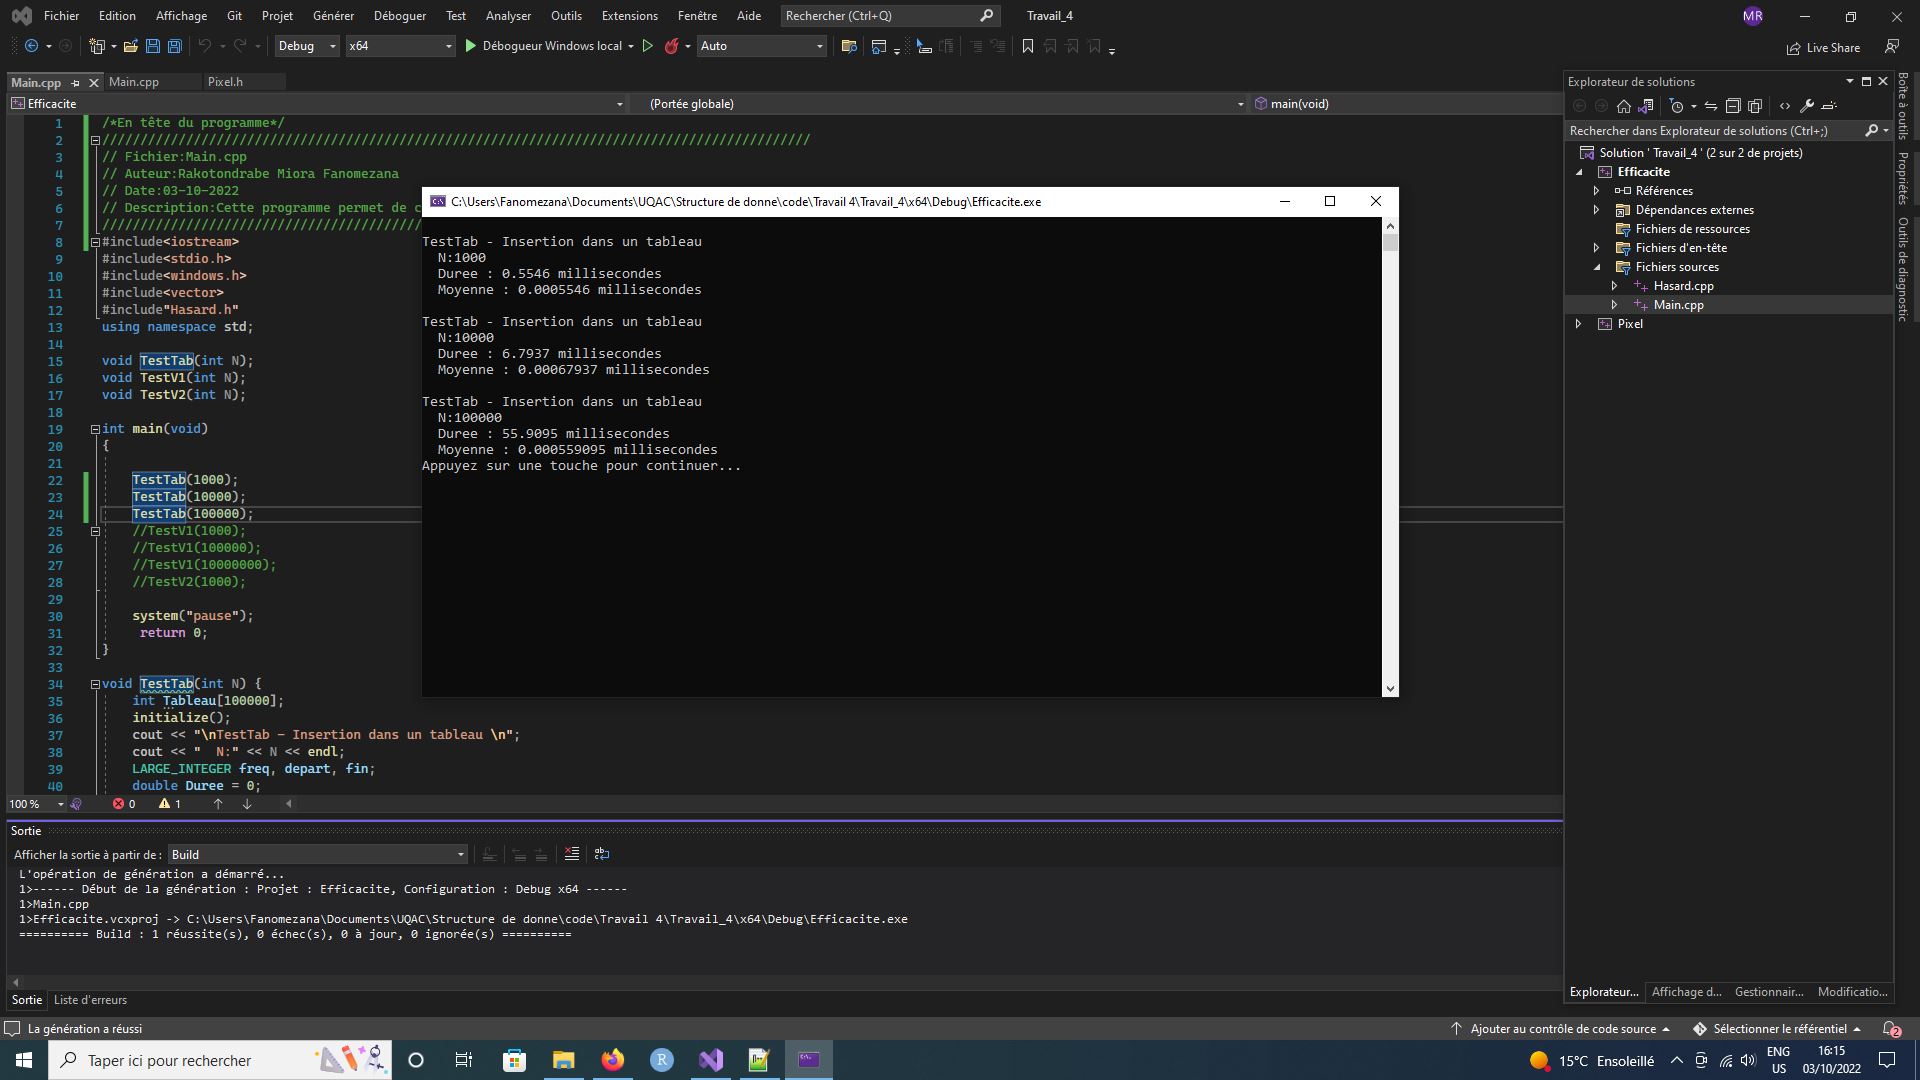 Fichier Edition Affichage Git Projet Générer Déboguer Test Analyser Outils Extensions Fenêtre Aide Rechercher (Ctrl+Q) Travail_4 MR
Debug x64 Débogueur Windows local Auto Live Share
Main.cpp Main.cpp Pixel.h
Efficacite (Portée globale) main(void)
1 /*En tête du programme*/
2 //////////////////////////////////////////////////////////////////////////////////////////////
3 // Fichier:Main.cpp
4 // Auteur:Rakotondrabe Miora Fanomezana
5 // Date:03-10-2022
6 // Description:Cette programme permet de c
7 //////////////////////////////////////////
8 #include<iostream>
9 #include<stdio.h>
10 #include<windows.h>
11 #include<vector>
12 #include"Hasard.h"
13 using namespace std;
14
15 void TestTab(int N);
16 void TestV1(int N);
17 void TestV2(int N);
18
19 int main(void)
20 {
21
22 TestTab(1000);
23 TestTab(10000);
24 TestTab(100000);
25 //TestV1(1000);
26 //TestV1(100000);
27 //TestV1(10000000);
28 //TestV2(1000);
29
30 system("pause");
31 return 0;
32 }
33
34 void TestTab(int N) {
35 int Tableau[100000];
36 initialize();
37 cout << "\nTestTab - Insertion dans un tableau \n";
38 cout << "  N:" << N << endl;
39 LARGE_INTEGER freq, depart, fin;
40 double Duree = 0;
C:\Users\Fanomezana\Documents\UQAC\Structure de donne\code\Travail 4\Travail_4\x64\Debug\Efficacite.exe
TestTab - Insertion dans un tableau
N:1000
Duree : 0.5546 millisecondes
Moyenne : 0.0005546 millisecondes
TestTab - Insertion dans un tableau
N:10000
Duree : 6.7937 millisecondes
Moyenne : 0.00067937 millisecondes
TestTab - Insertion dans un tableau
N:100000
Duree : 55.9095 millisecondes
Moyenne : 0.000559095 millisecondes
Appuyez sur une touche pour continuer...
100 % 0 1
Sortie
Afficher la sortie à partir de : Build
L'opération de génération a démarré...
1>------ Début de la génération : Projet : Efficacite, Configuration : Debug x64 ------
1>Main.cpp
1>Efficacite.vcxproj -> C:\Users\Fanomezana\Documents\UQAC\Structure de donne\code\Travail 4\Travail_4\x64\Debug\Efficacite.exe
========== Build : 1 réussite(s), 0 échec(s), 0 à jour, 0 ignorée(s) ==========
Sortie Liste d'erreurs
Explorateur de solutions
Rechercher dans Explorateur de solutions (Ctrl+;)
Solution ' Travail_4 ' (2 sur 2 de projets)
Efficacite
Références
Dépendances externes
Fichiers de ressources
Fichiers d'en-tête
Fichiers sources
Hasard.cpp
Main.cpp
Pixel
Explorateur... Affichage d... Gestionnair... Modificatio...
Boîte à outils
Propriétés
Outils de diagnostic
La génération a réussi Ajouter au contrôle de code source Sélectionner le référentiel 2
Taper ici pour rechercher R 15°C Ensoleillé ENG US 16:15 03/10/2022